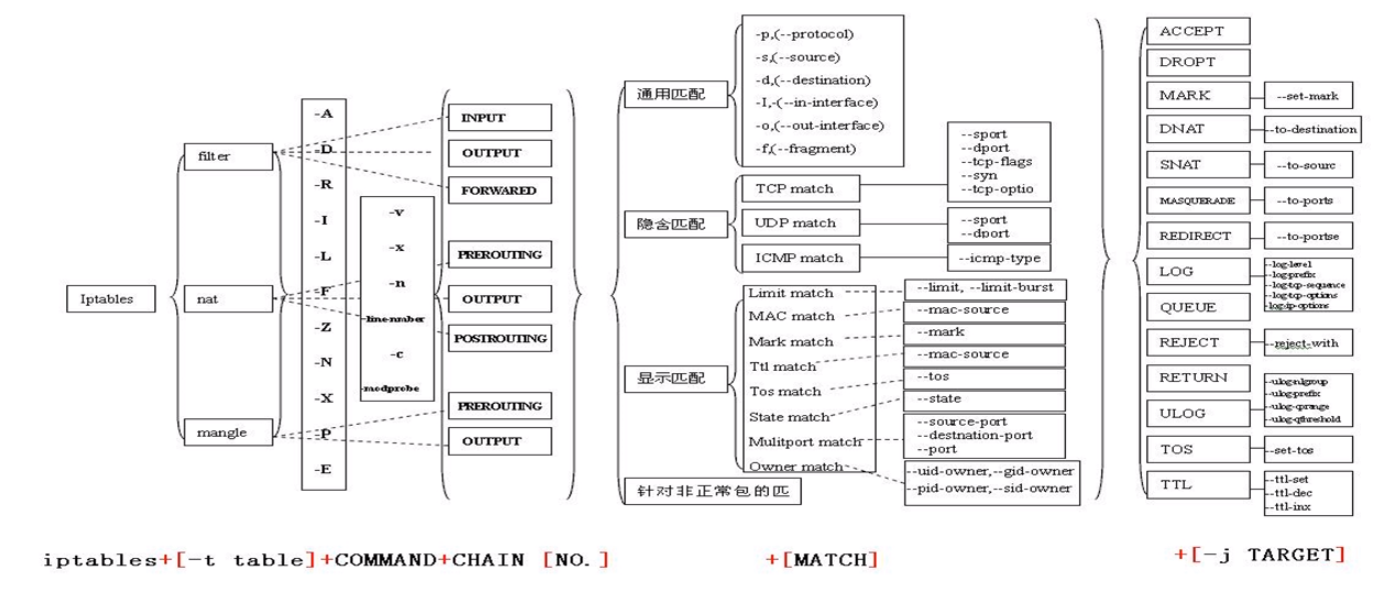 Iptables
filter
nat
mangle
-A
-D
-R
-I
-L
-F
-Z
-N
-X
-P
-E
-v
-x
-n
-line-nmber
-c
-modprobe
INPUT
OUTPUT
FORWARED
PREROUTING
OUTPUT
POSTROUTING
PREROUTING
OUTPUT
通用匹配
-p,(--protocol)
-s,(--source)
-d,(--destination)
-I,-(--in-interface)
-o,(--out-interface)
-f,(--fragment)
隐含匹配
TCP match
--sport
--dport
--tcp-flags
--syn
--tcp-optio
UDP match
--sport
--dport
ICMP match
--icmp-type
显示匹配
Limit match
--limit, --limit-burst
MAC match
--mac-source
Mark match
--mark
Ttl match
--mac-source
Tos match
--tos
State match
--state
Mulitport match
--source-port
--destnation-port
--port
Owner match
--uid-owner,--gid-owner
--pid-owner,--sid-owner
针对非正常包的匹
ACCEPT
DROPT
MARK
--set-mark
DNAT
--to-destination
SNAT
--to-sourc
MASQUERADE
--to-ports
REDIRECT
--to-portse
LOG
--log-level
--log-prefix
--log-tcp-sequence
--log-tcp-options
-log-ip-options
QUEUE
REJECT
--reject-with
RETURN
ULOG
--ulog-nlgroup
--ulog-prefix
--ulog-cprange
--ulog-qthreshold
TOS
--set-tos
TTL
--ttl-set
--ttl-dec
--ttl-inx
iptables+[-t table]+COMMAND+CHAIN [NO.]
+[MATCH]
+[-j TARGET]